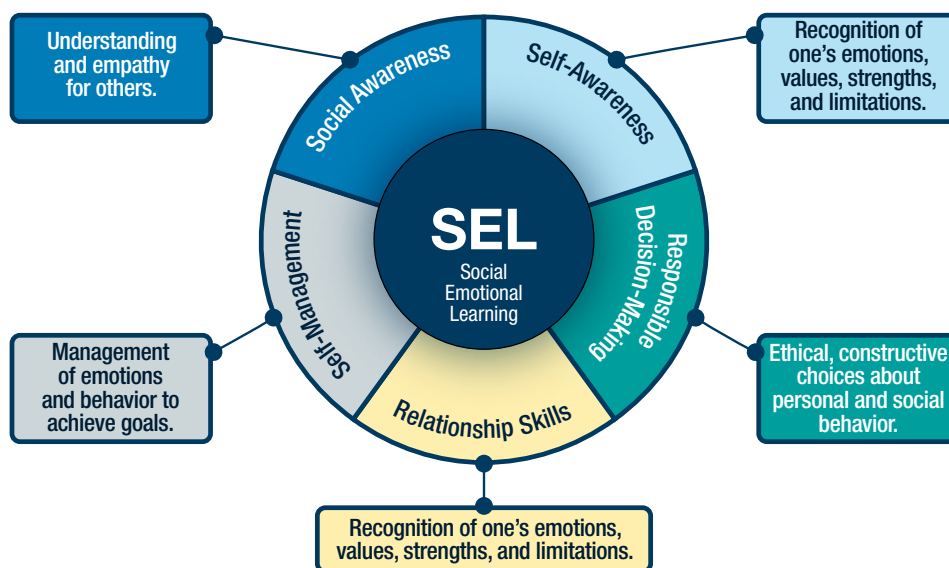 Understanding
and empathy
for others.
Social Awareness
Self-Awareness
Recognition of
one’s emotions,
values, strengths,
and limitations.
SEL
Social
Emotional
Learning
Self-Management
Responsible
Decision-Making
Relationship Skills
Management
of emotions
and behavior to
achieve goals.
Ethical, constructive
choices about
personal and social
behavior.
Recognition of one’s emotions,
values, strengths, and limitations.